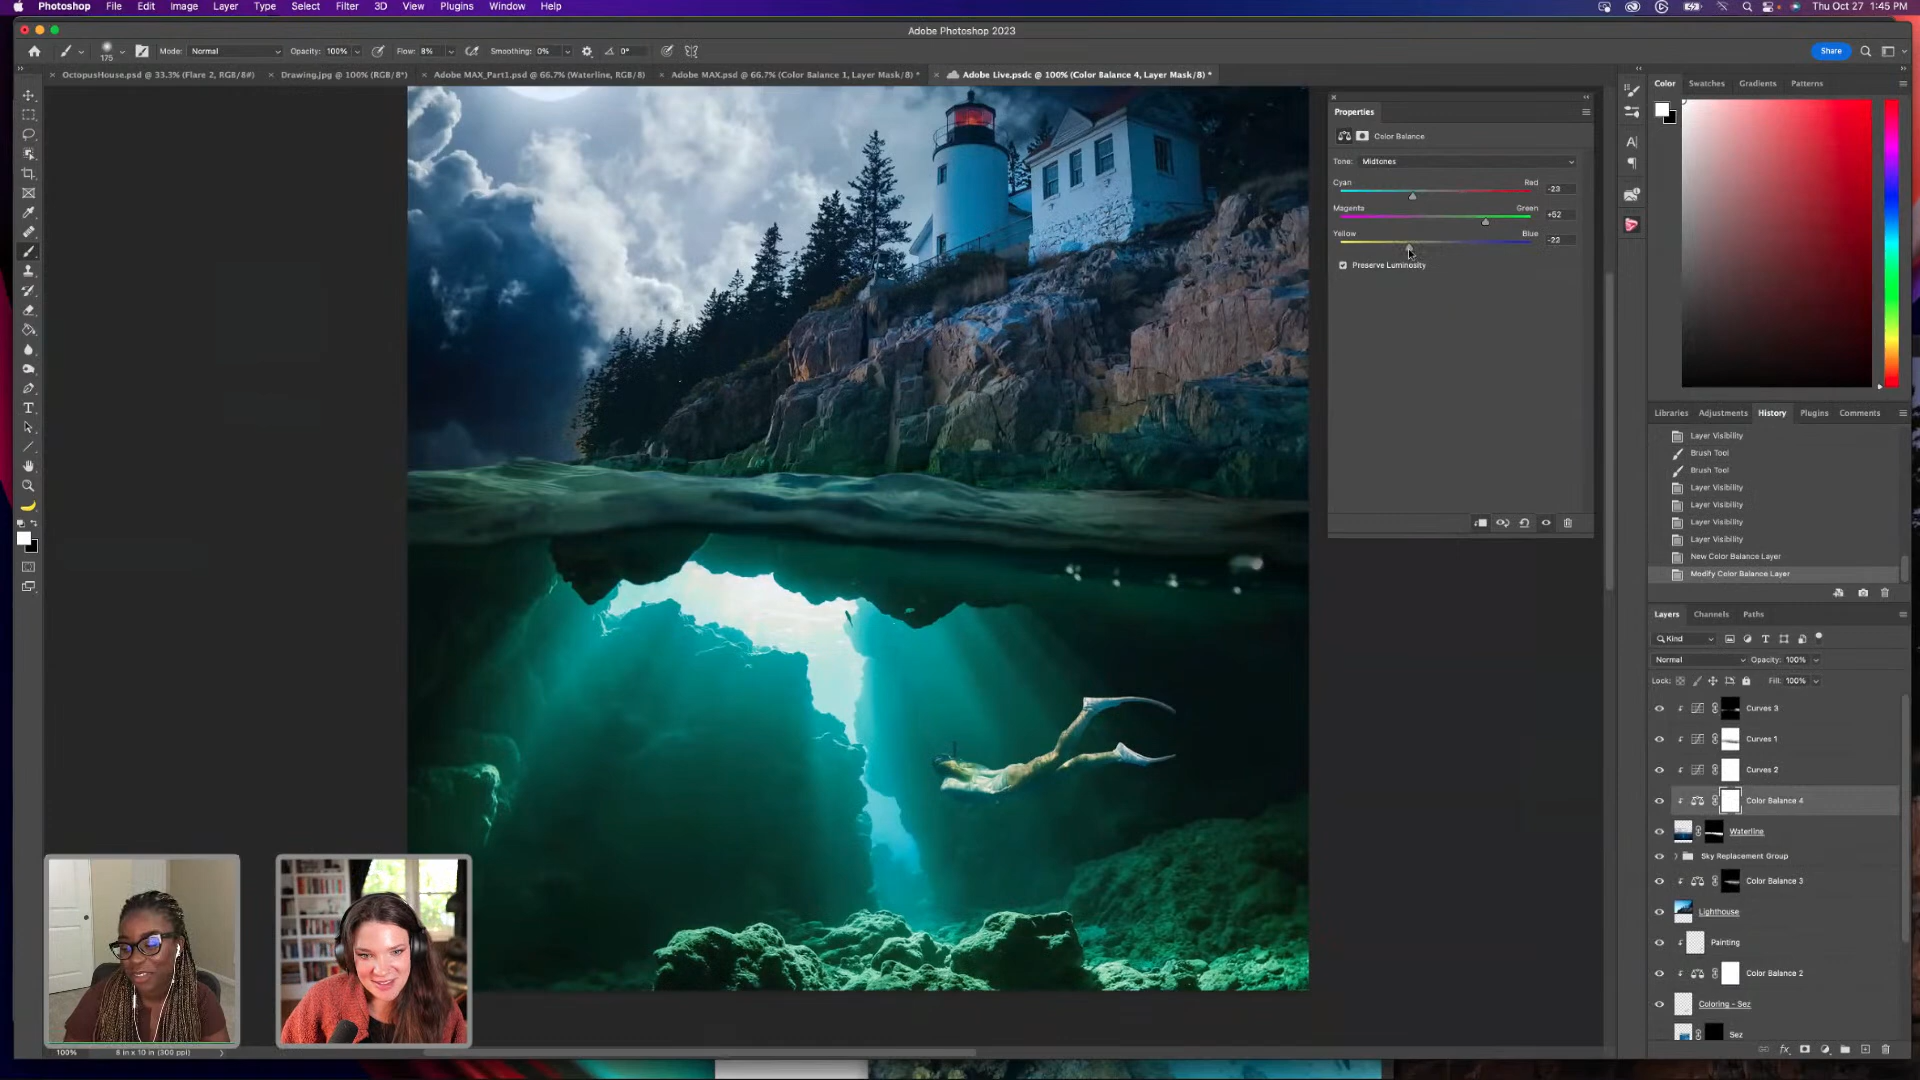 Photoshop File Edit Image Layer Type Select Filter 3D View Plugins Window Help Thu Oct 27 1:45 PM
Adobe Photoshop 2023
175 Mode: Normal Opacity: 100% Flow: 8% Smoothing: 0% 0° Share
OctopusHouse.psd @ 33.3% (Flare 2, RGB/8#) Drawing.jpg @ 100% (RGB/8*) Adobe MAX_Part1.psd @ 66.7% (Waterline, RGB/8) Adobe MAX.psd @ 66.7% (Color Balance 1, Layer Mask/8) * Adobe Live.psdc @ 100% (Color Balance 4, Layer Mask/8) *
Properties
Color Balance
Tone: Midtones
Cyan Red -23
Magenta Green +52
Yellow Blue -22
Preserve Luminosity
Color Swatches Gradients Patterns
Libraries Adjustments History Plugins Comments
Layer Visibility
Brush Tool
Brush Tool
Layer Visibility
Layer Visibility
Layer Visibility
Layer Visibility
New Color Balance Layer
Modify Color Balance Layer
Layers Channels Paths
Kind
Normal Opacity: 100%
Lock: Fill: 100%
Curves 3
Curves 1
Curves 2
Color Balance 4
Waterline
Sky Replacement Group
Color Balance 3
Lighthouse
Painting
Color Balance 2
Coloring - Sez
Sez
100% 8 in x 10 in (300 ppi)